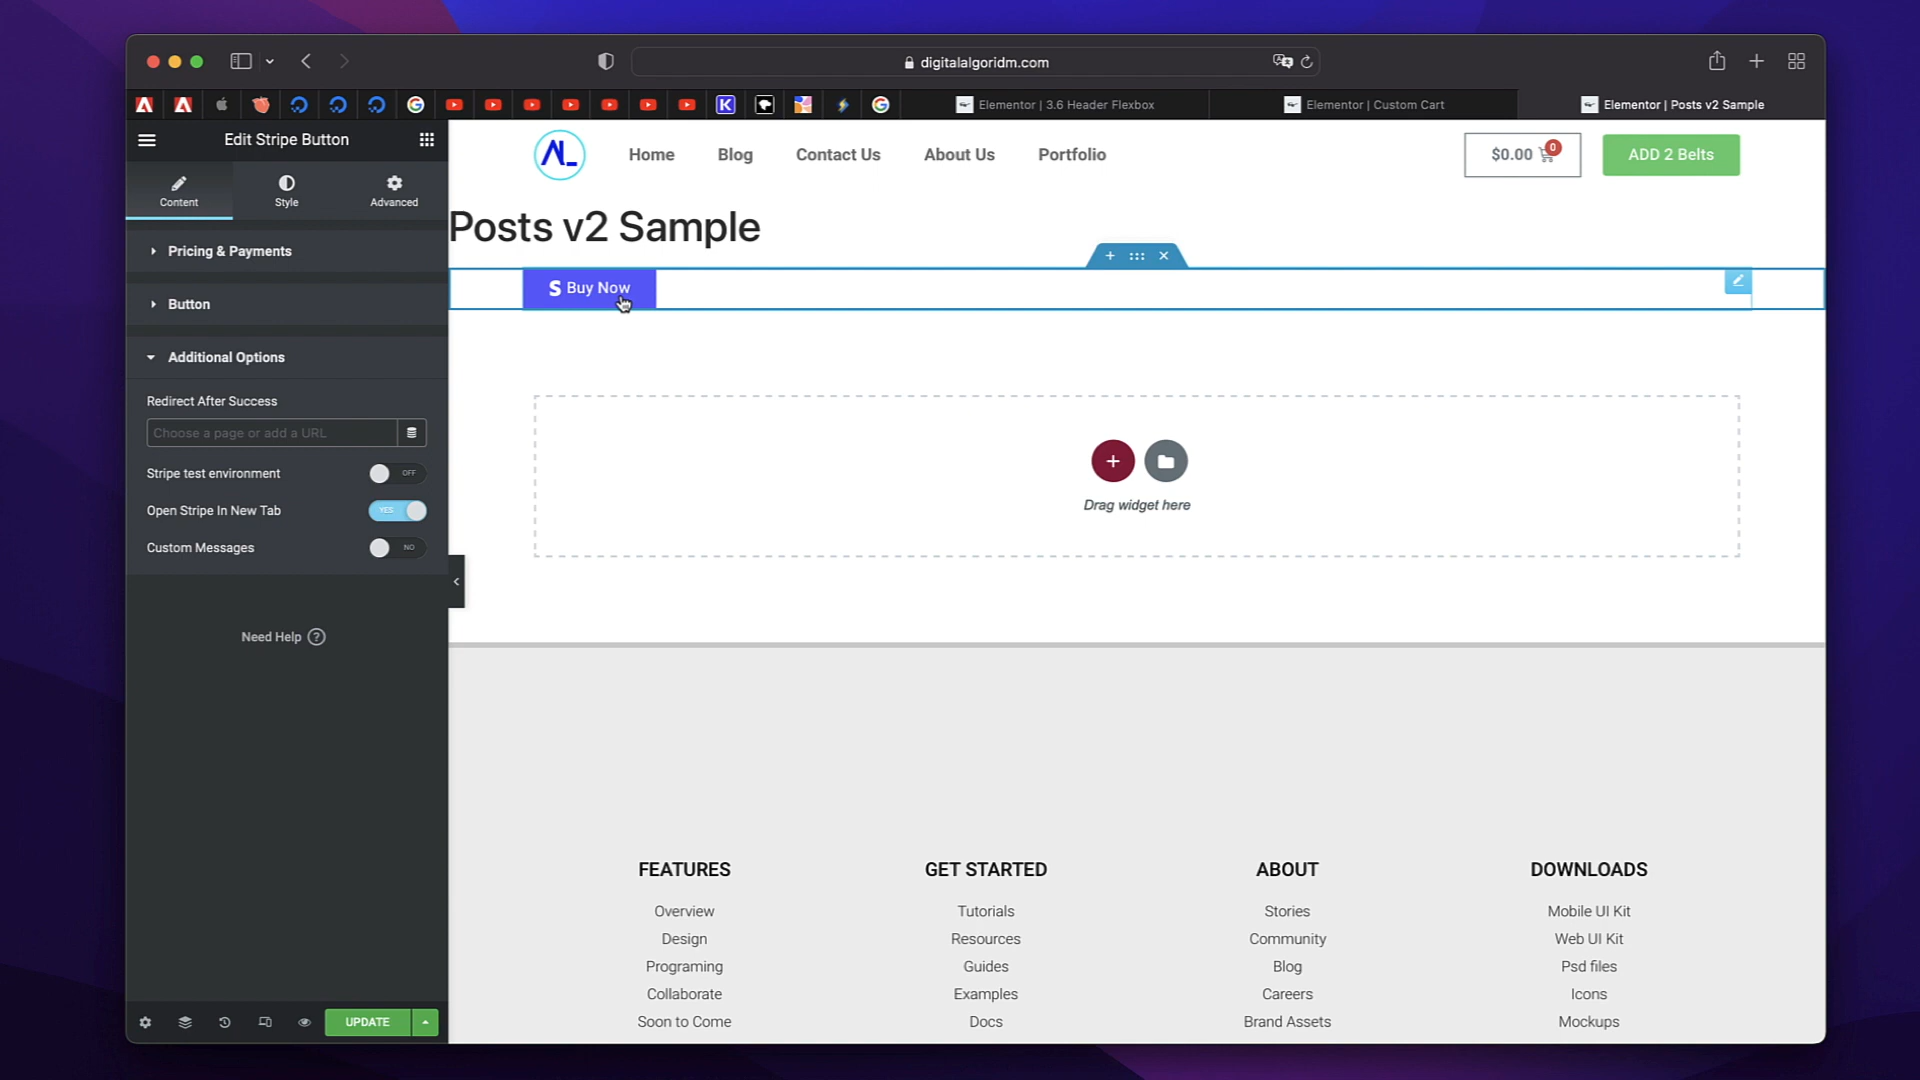 digitalalgoridm.com
Elementor | 3.6 Header Flexbox
Elementor | Custom Cart
Elementor | Posts v2 Sample
Edit Stripe Button
Content
Style
Advanced
Pricing & Payments
Button
Additional Options
Redirect After Success
Choose a page or add a URL
Stripe test environment
OFF
Open Stripe In New Tab
YES
Custom Messages
NO
Need Help ?
UPDATE
AL_
Home
Blog
Contact Us
About Us
Portfolio
$0.00
0
ADD 2 Belts
Posts v2 Sample
S Buy Now
Drag widget here
FEATURES
Overview
Design
Programing
Collaborate
Soon to Come
GET STARTED
Tutorials
Resources
Guides
Examples
Docs
ABOUT
Stories
Community
Blog
Careers
Brand Assets
DOWNLOADS
Mobile UI Kit
Web UI Kit
Psd files
Icons
Mockups